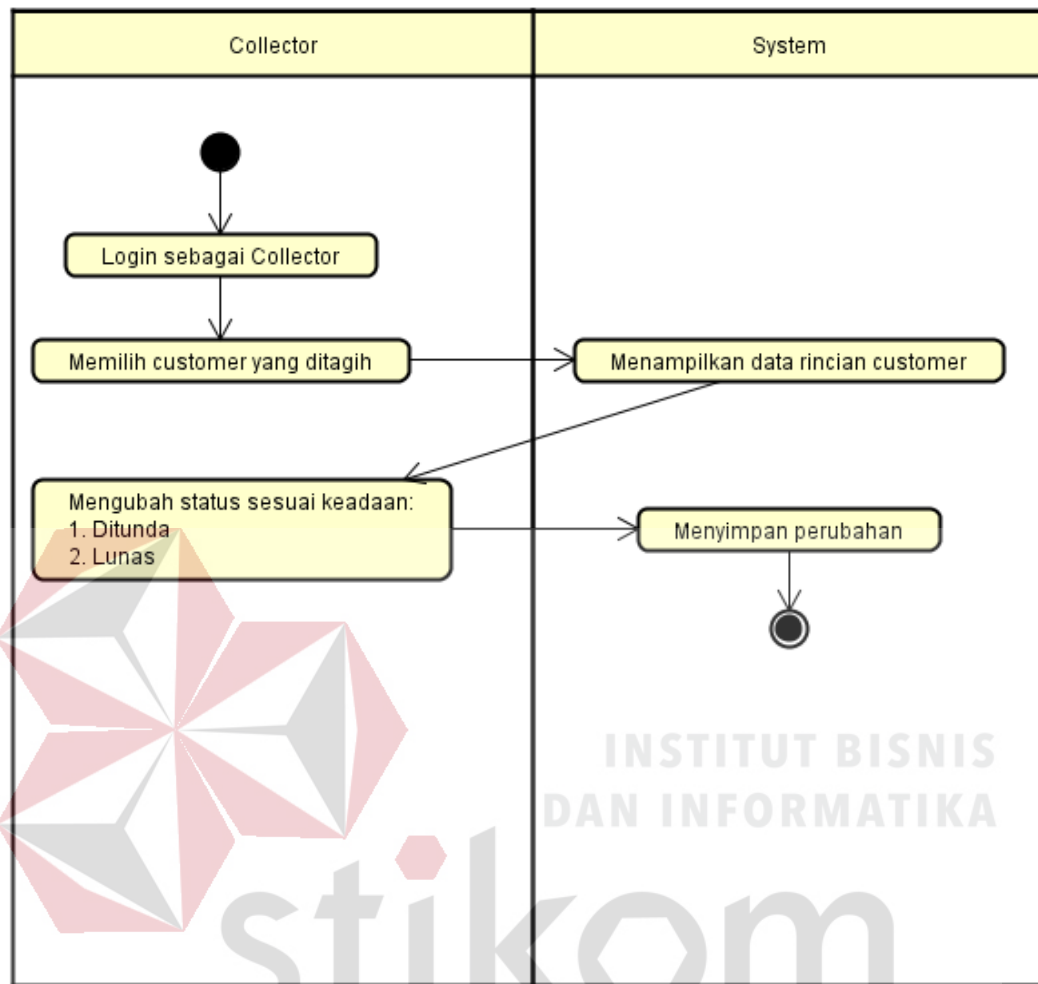 Collector
System
Login sebagai Collector
Memilih customer yang ditagih
Menampilkan data rincian customer
Mengubah status sesuai keadaan:
1. Ditunda
2. Lunas
Menyimpan perubahan
INSTITUT BISNIS
DAN INFORMATIKA
stikom